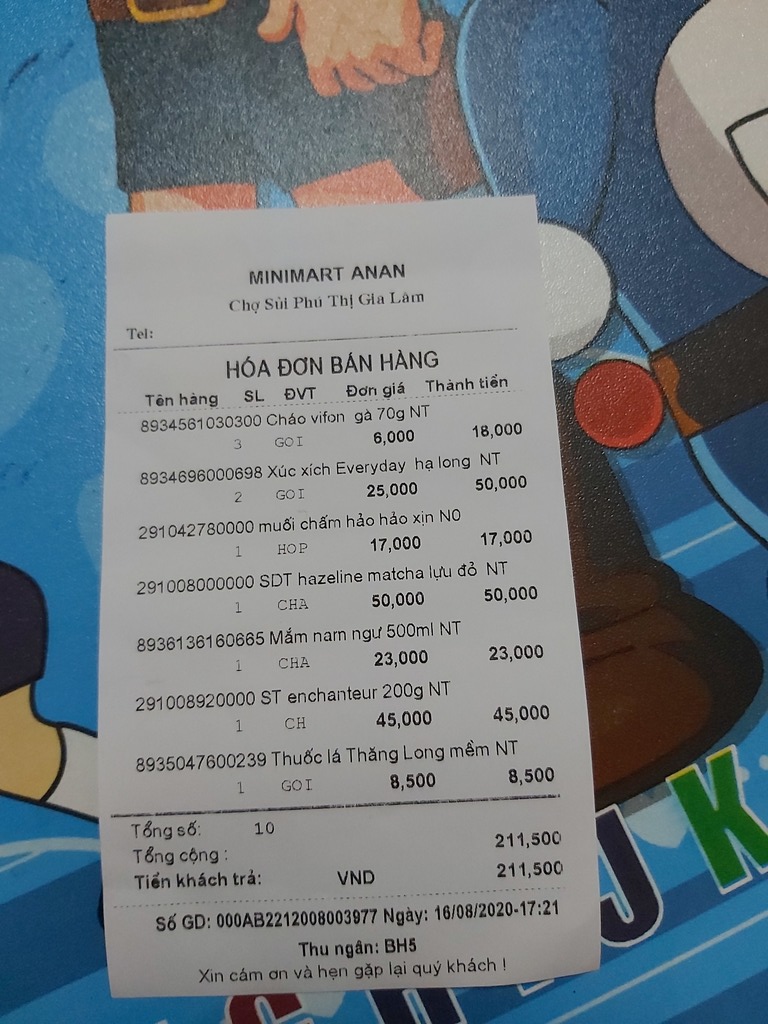 MINIMART ANAN
Chợ Sủi Phú Thị Gia Lâm
Tel:
HÓA ĐƠN BÁN HÀNG
Tên hàng SL ĐVT Đơn giá Thành tiền
8934561030300 Cháo vifon gà 70g NT
3 GOI 6,000 18,000
8934696000698 Xúc xích Everyday hạ long NT
2 GOI 25,000 50,000
291042780000 muối chấm hảo hảo xịn N0
1 HOP 17,000 17,000
291008000000 SDT hazeline matcha lựu đỏ NT
1 CHA 50,000 50,000
8936136160665 Mắm nam ngư 500ml NT
1 CHA 23,000 23,000
291008920000 ST enchanteur 200g NT
1 CH 45,000 45,000
8935047600239 Thuốc lá Thăng Long mềm NT
1 GOI 8,500 8,500
Tổng số: 10
Tổng cộng : 211,500
Tiền khách trả: VND 211,500
Số GD: 000AB2212008003977 Ngày: 16/08/2020-17:21
Thu ngân: BH5
Xin cám ơn và hẹn gặp lại quý khách !
J K